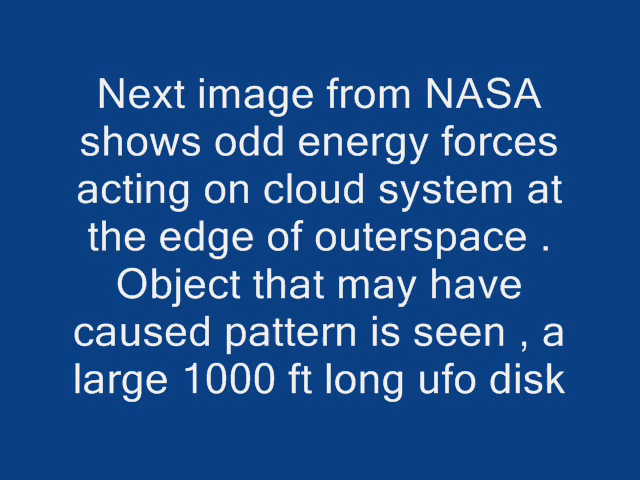 Next image from NASA
shows odd energy forces
acting on cloud system at
the edge of outerspace .
Object that may have
caused pattern is seen , a
large 1000 ft long ufo disk